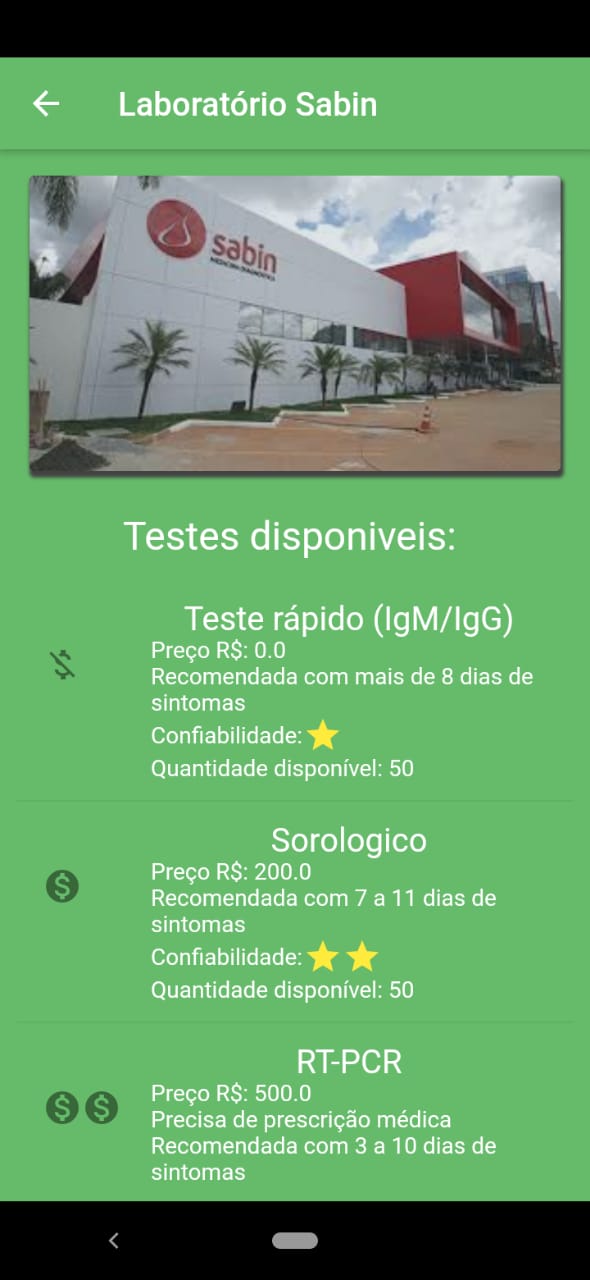 Laboratório Sabin
sabin
MEDICINA DIAGNÓSTICA
Testes disponiveis:
Teste rápido (IgM/IgG)
Preço R$: 0.0
Recomendada com mais de 8 dias de
sintomas
Confiabilidade:
Quantidade disponível: 50
Sorologico
Preço R$: 200.0
Recomendada com 7 a 11 dias de
sintomas
Confiabilidade:
Quantidade disponível: 50
RT-PCR
Preço R$: 500.0
Precisa de prescrição médica
Recomendada com 3 a 10 dias de
sintomas